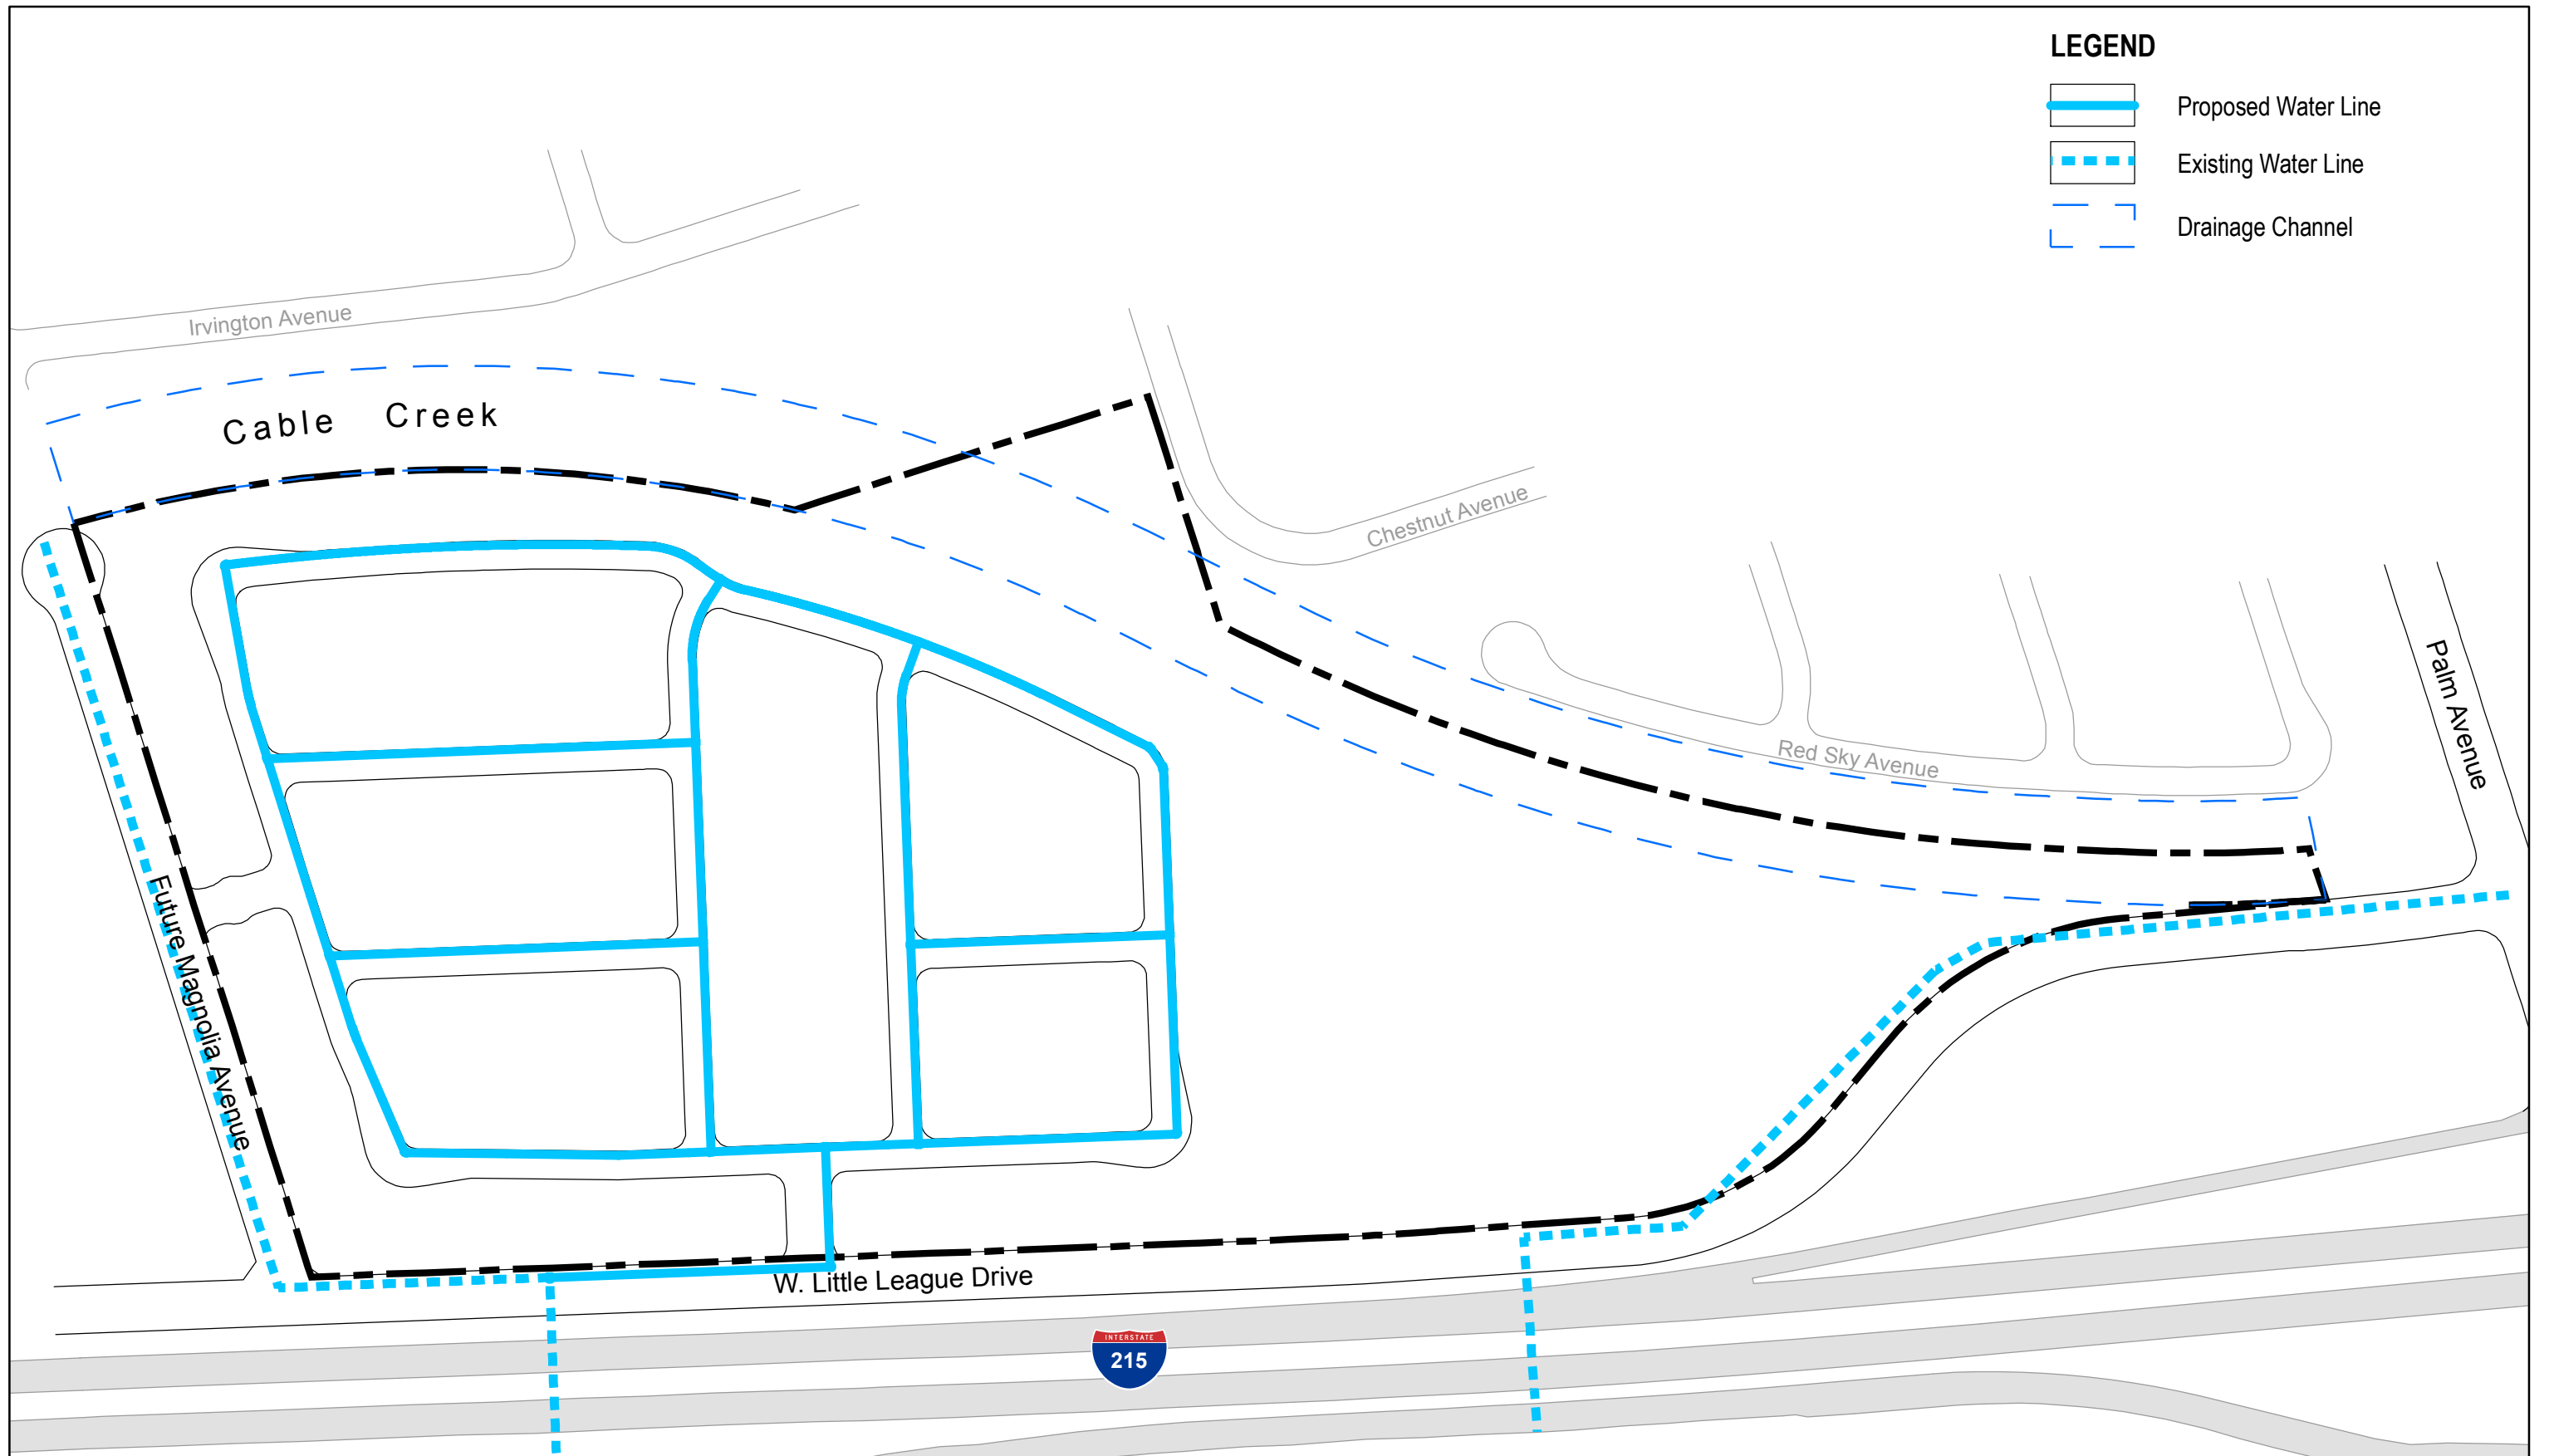 LEGEND
Proposed Water Line
Existing Water Line
Drainage Channel
Irvington Avenue
Cable Creek
Chestnut Avenue
Palm Avenue
Red Sky Avenue
Future Magnolia Avenue
W. Little League Drive
INTERSTATE
215